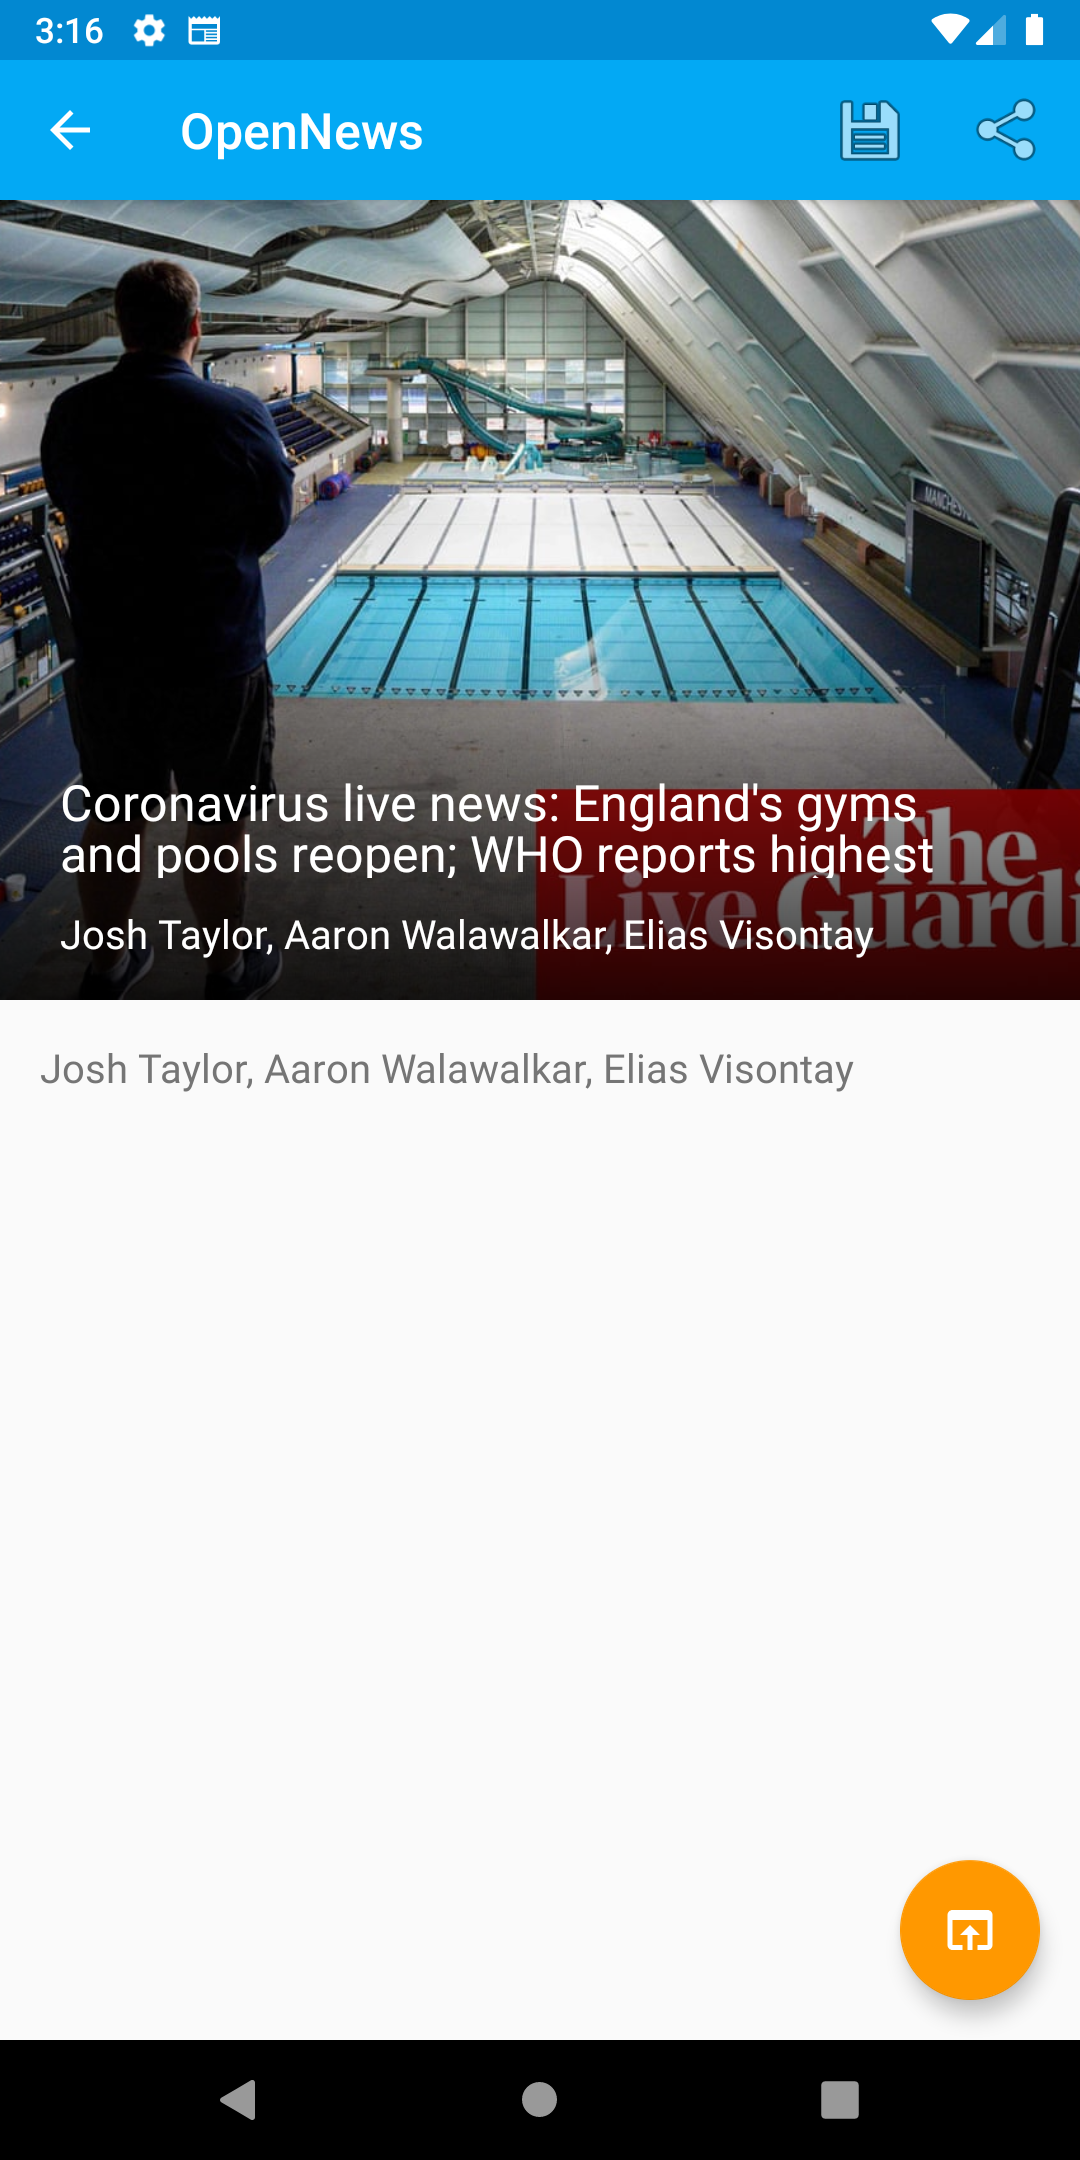 3:16
OpenNews
Coronavirus live news: England's gyms
and pools reopen; WHO reports highest
Josh Taylor, Aaron Walawalkar, Elias Visontay
The
Live Guardi
Josh Taylor, Aaron Walawalkar, Elias Visontay